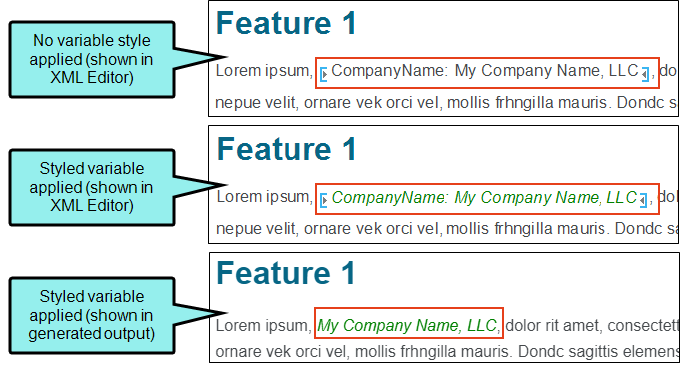 No variable style
applied (shown in
XML Editor)
Feature 1
Lorem ipsum, CompanyName: My Company Name, LLC , do
nepue velit, ornare vek orci vel, mollis frhngilla mauris. Dondc sa
Styled variable
applied (shown in
XML Editor)
Feature 1
Lorem ipsum, CompanyName: My Company Name, LLC , dol
nepue velit, ornare vek orci vel, mollis frhngilla mauris. Dondc sa
Styled variable
applied (shown in
generated output)
Feature 1
Lorem ipsum, My Company Name, LLC, dolor rit amet, consectett
ornare vek orci vel, mollis frhngilla mauris. Dondc sagittis elemens